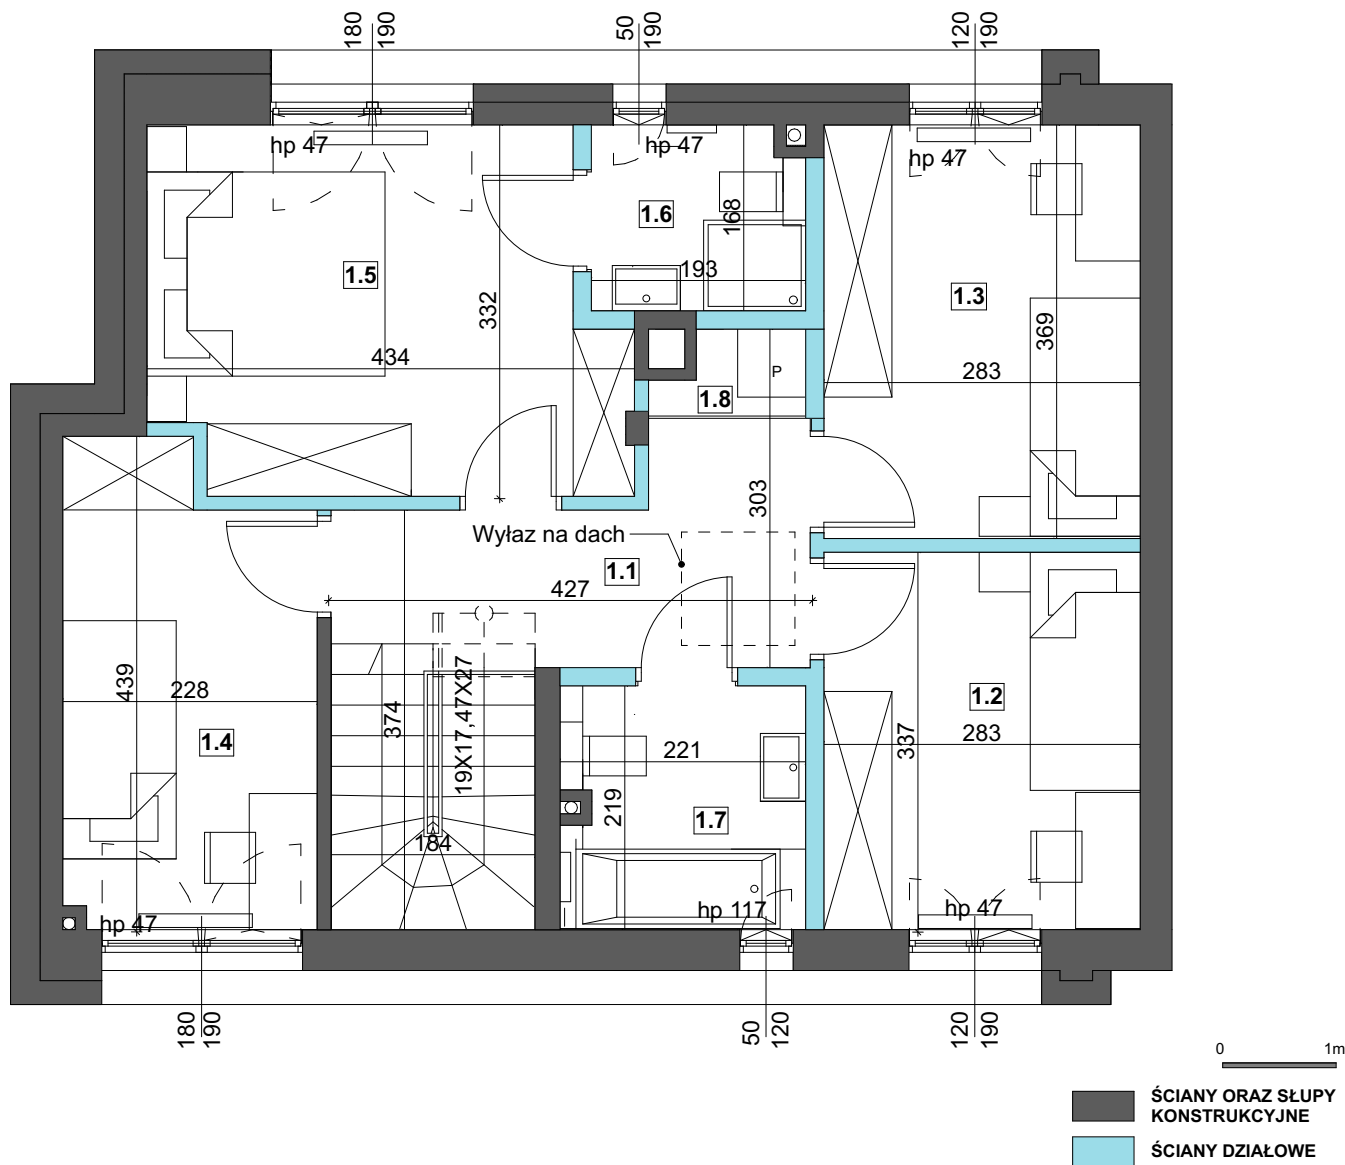 180
190
50
190
120
190
hp 47
hp 47
hp 47
1.6
168
193
1.5
332
434
1.3
369
283
P
1.8
303
Wyłaz na dach
1.1
427
439
228
1.4
374
19X17,47X27
184
221
219
1.7
1.2
283
337
hp 47
hp 117
hp 47
180
190
50
120
120
190
0
1m
ŚCIANY ORAZ SŁUPY
KONSTRUKCYJNE
ŚCIANY DZIAŁOWE